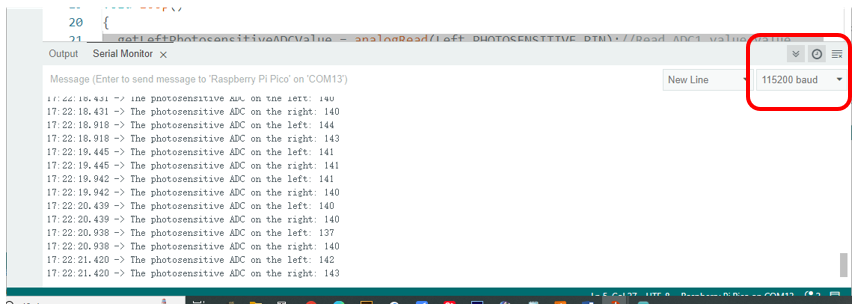 20 {
21 getLeftPhotosensitiveADCValue = analogRead(Left_PHOTOSENSITIVE_PIN);//Read ADC1 value
Output Serial Monitor
Message (Enter to send message to 'Raspberry Pi Pico' on 'COM13')
New Line
115200 baud
17:22:18.431 -> The photosensitive ADC on the left: 140
17:22:18.431 -> The photosensitive ADC on the right: 140
17:22:18.918 -> The photosensitive ADC on the left: 144
17:22:18.918 -> The photosensitive ADC on the right: 143
17:22:19.445 -> The photosensitive ADC on the left: 141
17:22:19.445 -> The photosensitive ADC on the right: 141
17:22:19.942 -> The photosensitive ADC on the left: 141
17:22:19.942 -> The photosensitive ADC on the right: 140
17:22:20.439 -> The photosensitive ADC on the left: 140
17:22:20.439 -> The photosensitive ADC on the right: 140
17:22:20.938 -> The photosensitive ADC on the left: 137
17:22:20.938 -> The photosensitive ADC on the right: 140
17:22:21.420 -> The photosensitive ADC on the left: 142
17:22:21.420 -> The photosensitive ADC on the right: 143